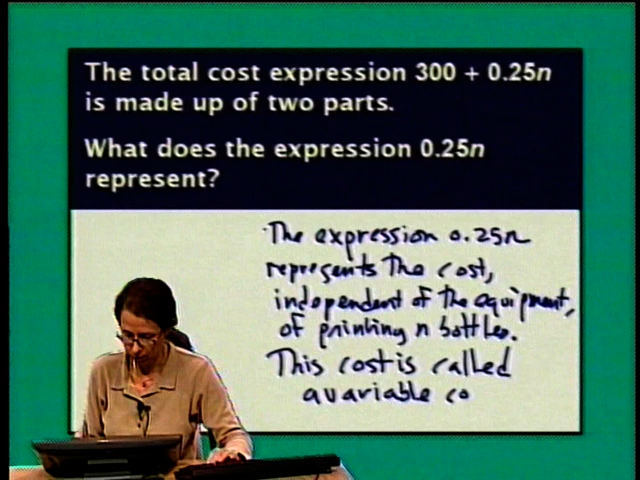 The total cost expression 300 + 0.25n
is made up of two parts.
What does the expression 0.25n
represent?
The expression 0.25n
represents the cost,
independent of the equipment,
of printing n bottles.
This cost is called
a variable co